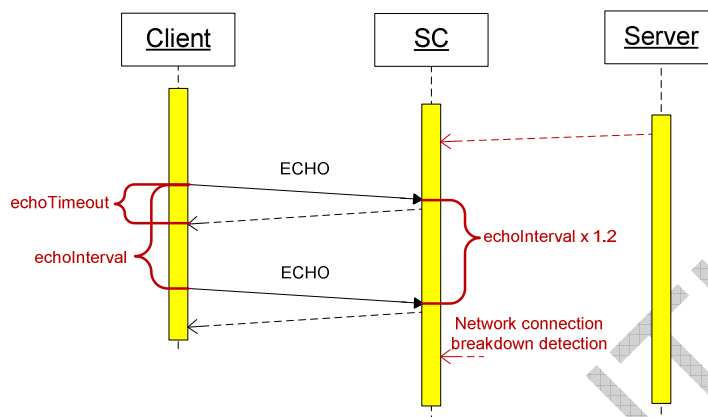 Client
SC
Server
ECHO
echoTimeout
echoInterval
echoInterval x 1.2
ECHO
Network connection
breakdown detection